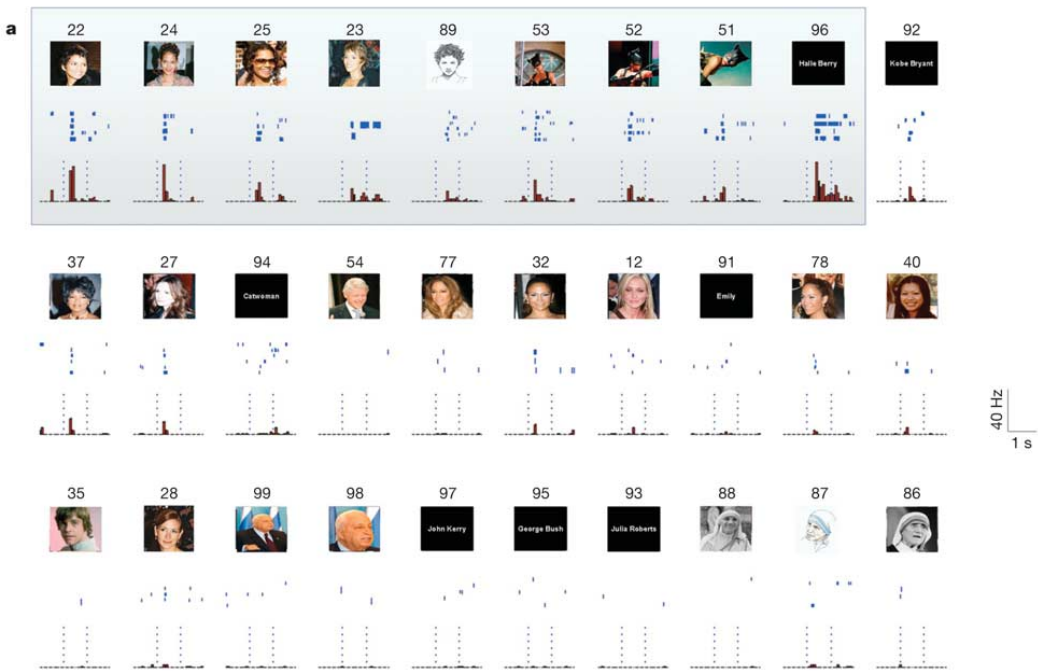 a
22 24 25 23 89 53 52 51 96 92
Halle Berry Kobe Bryant
37 27 94 54 77 32 12 91 78 40
Catwoman Emily
40 Hz
1 s
35 28 99 98 97 95 93 88 87 86
John Kerry George Bush Julia Roberts